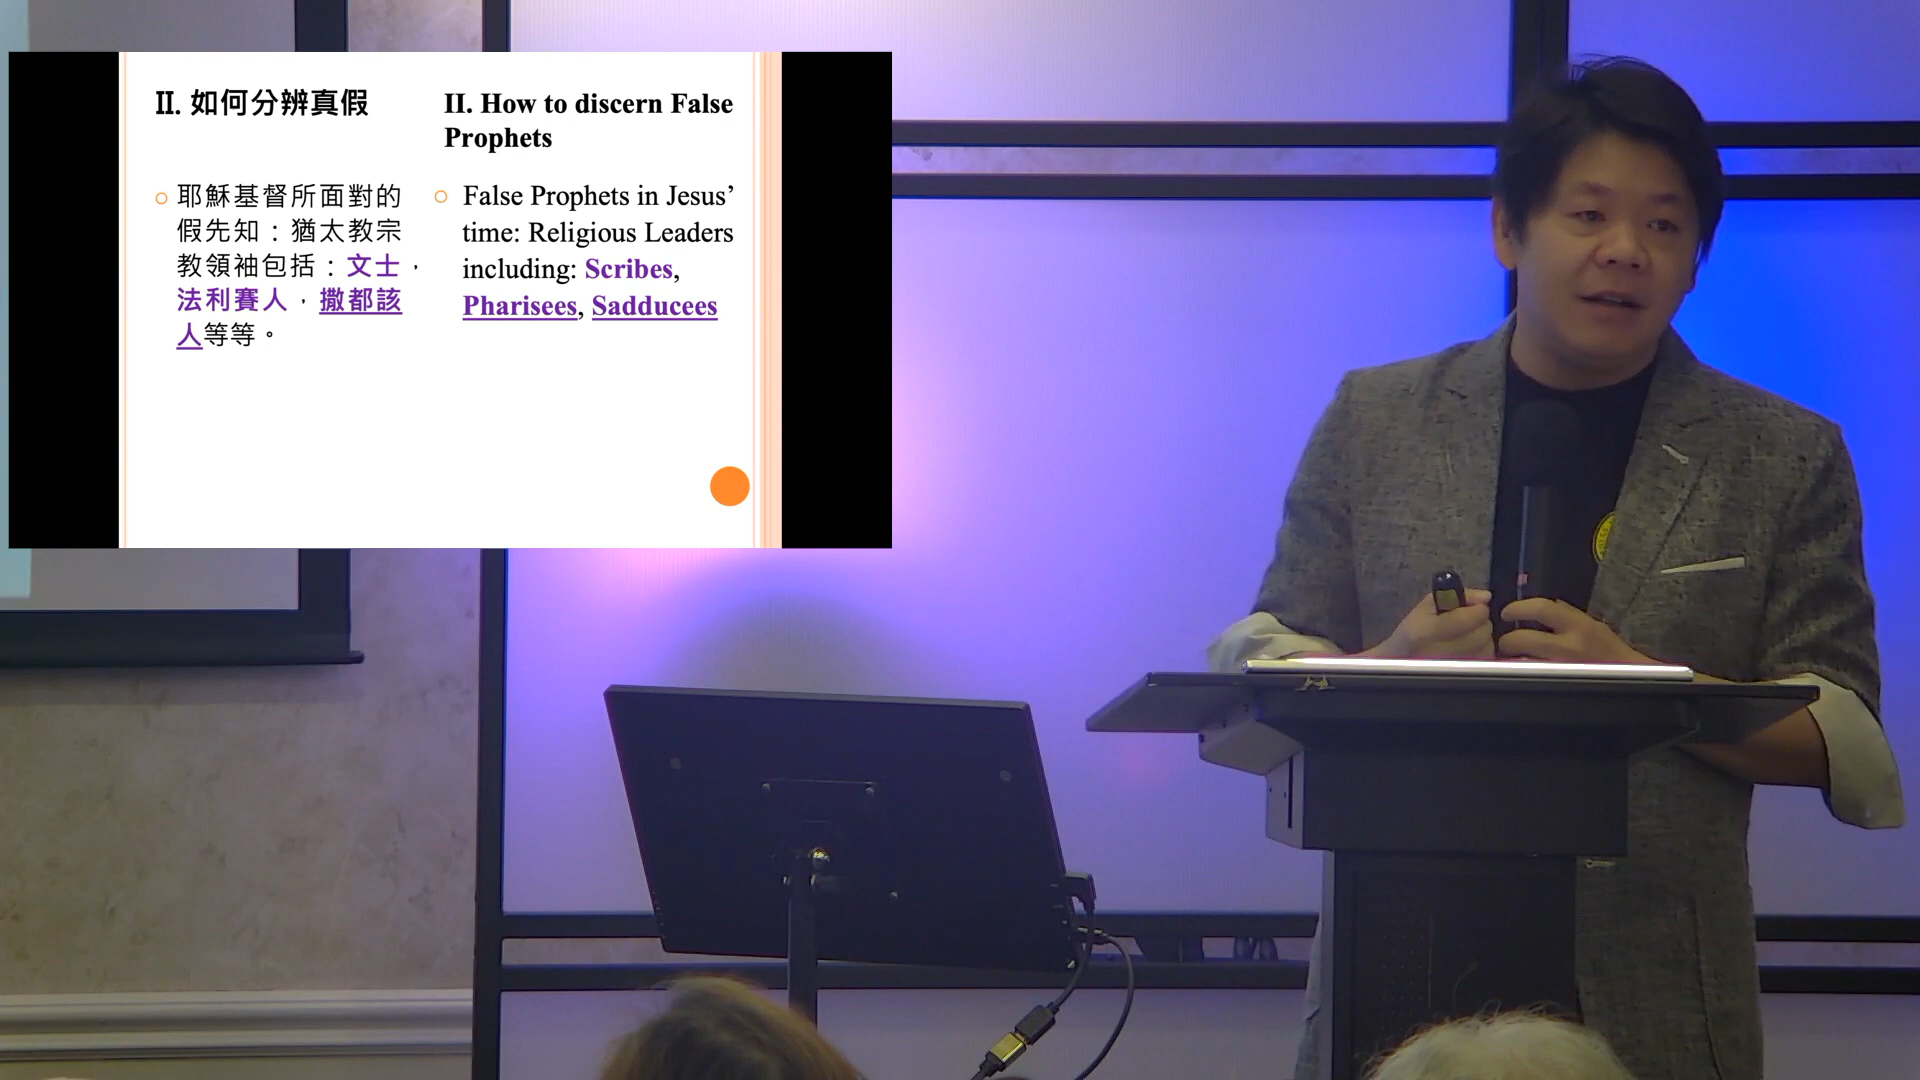 II. 如何分辨真假
耶穌基督所面對的
假先知：猶太教宗
教領袖包括：文士，
法利賽人，撒都該
人等等。
II. How to discern False
Prophets
False Prophets in Jesus’
time: Religious Leaders
including: Scribes,
Pharisees, Sadducees